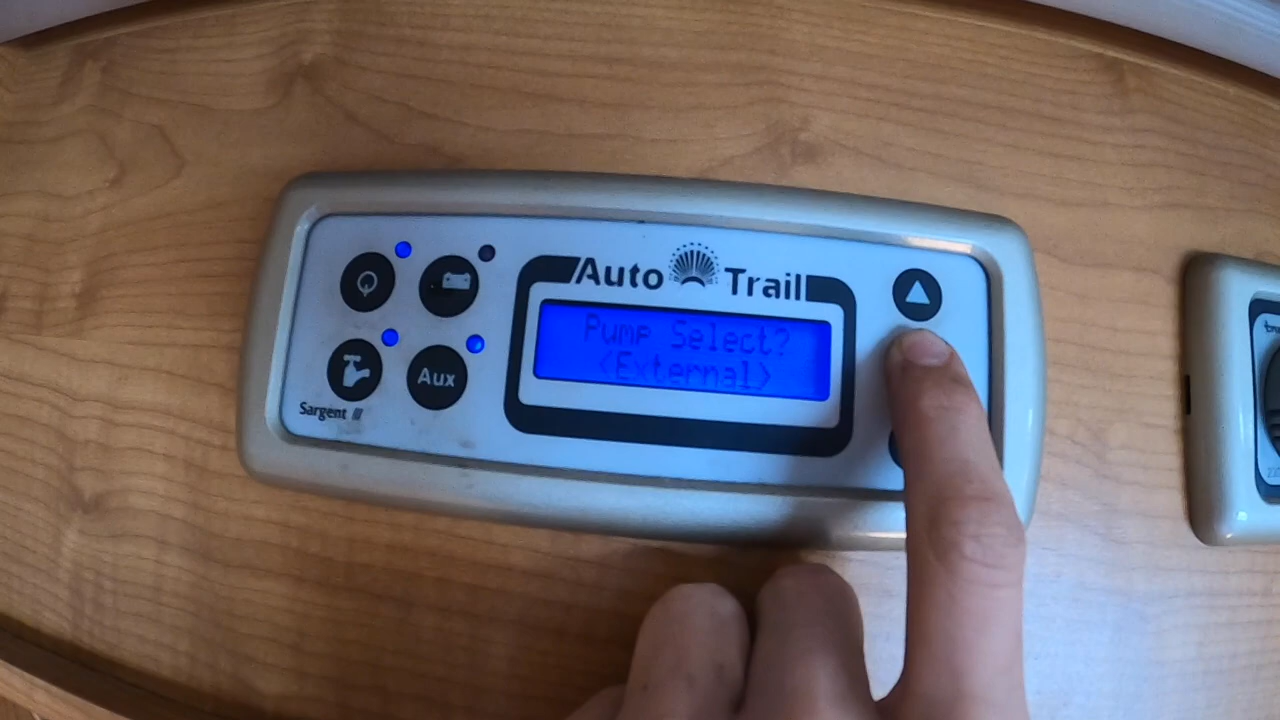 Auto Trail
Pump Select?
<External>
Aux
Sargent